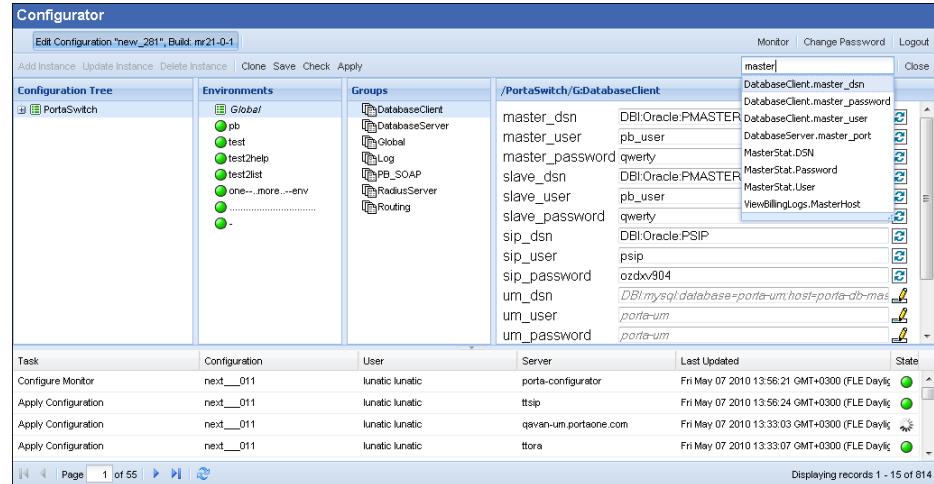 Configurator
Edit Configuration "new_281", Build: mr21-0-1
Monitor Change Password Logout
Add Instance Update Instance Delete Instance Clone Save Check Apply
master
Close
Configuration Tree
PortaSwitch
Environments
Global
pb
test
test2help
test2list
one--..more..--env
..............................
-
Groups
DatabaseClient
DatabaseServer
Global
Log
PB_SOAP
RadiusServer
Routing
/PortaSwitch/G:DatabaseClient
master_dsn DBI:Oracle:PMASTER
master_user pb_user
master_password qwerty
slave_dsn DBI:Oracle:PMASTER
slave_user pb_user
slave_password qwerty
sip_dsn DBI:Oracle:PSIP
sip_user psip
sip_password ozdxv904
um_dsn DBI:mysql:database=porta-um;host=porta-db-mas
um_user porta-um
um_password porta-um
DatabaseClient.master_dsn
DatabaseClient.master_password
DatabaseClient.master_user
DatabaseServer.master_port
MasterStat.DSN
MasterStat.Password
MasterStat.User
ViewBillingLogs.MasterHost
Task Configuration User Server Last Updated State
Configure Monitor next___011 lunatic lunatic porta-configurator Fri May 07 2010 13:56:21 GMT+0300 (FLE Daylig
Apply Configuration next___011 lunatic lunatic ttsip Fri May 07 2010 13:56:24 GMT+0300 (FLE Daylig
Apply Configuration next___011 lunatic lunatic qavan-um.portaone.com Fri May 07 2010 13:33:03 GMT+0300 (FLE Daylig
Apply Configuration next___011 lunatic lunatic ttora Fri May 07 2010 13:33:07 GMT+0300 (FLE Daylig
Page 1 of 55
Displaying records 1 - 15 of 814